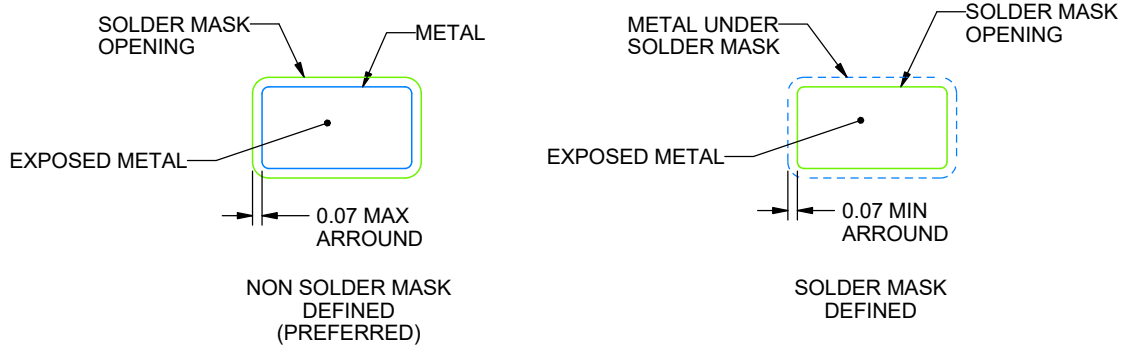 SOLDER MASK
OPENING
METAL
EXPOSED METAL
0.07 MAX
ARROUND
NON SOLDER MASK
DEFINED
(PREFERRED)
METAL UNDER
SOLDER MASK
SOLDER MASK
OPENING
EXPOSED METAL
0.07 MIN
ARROUND
SOLDER MASK
DEFINED